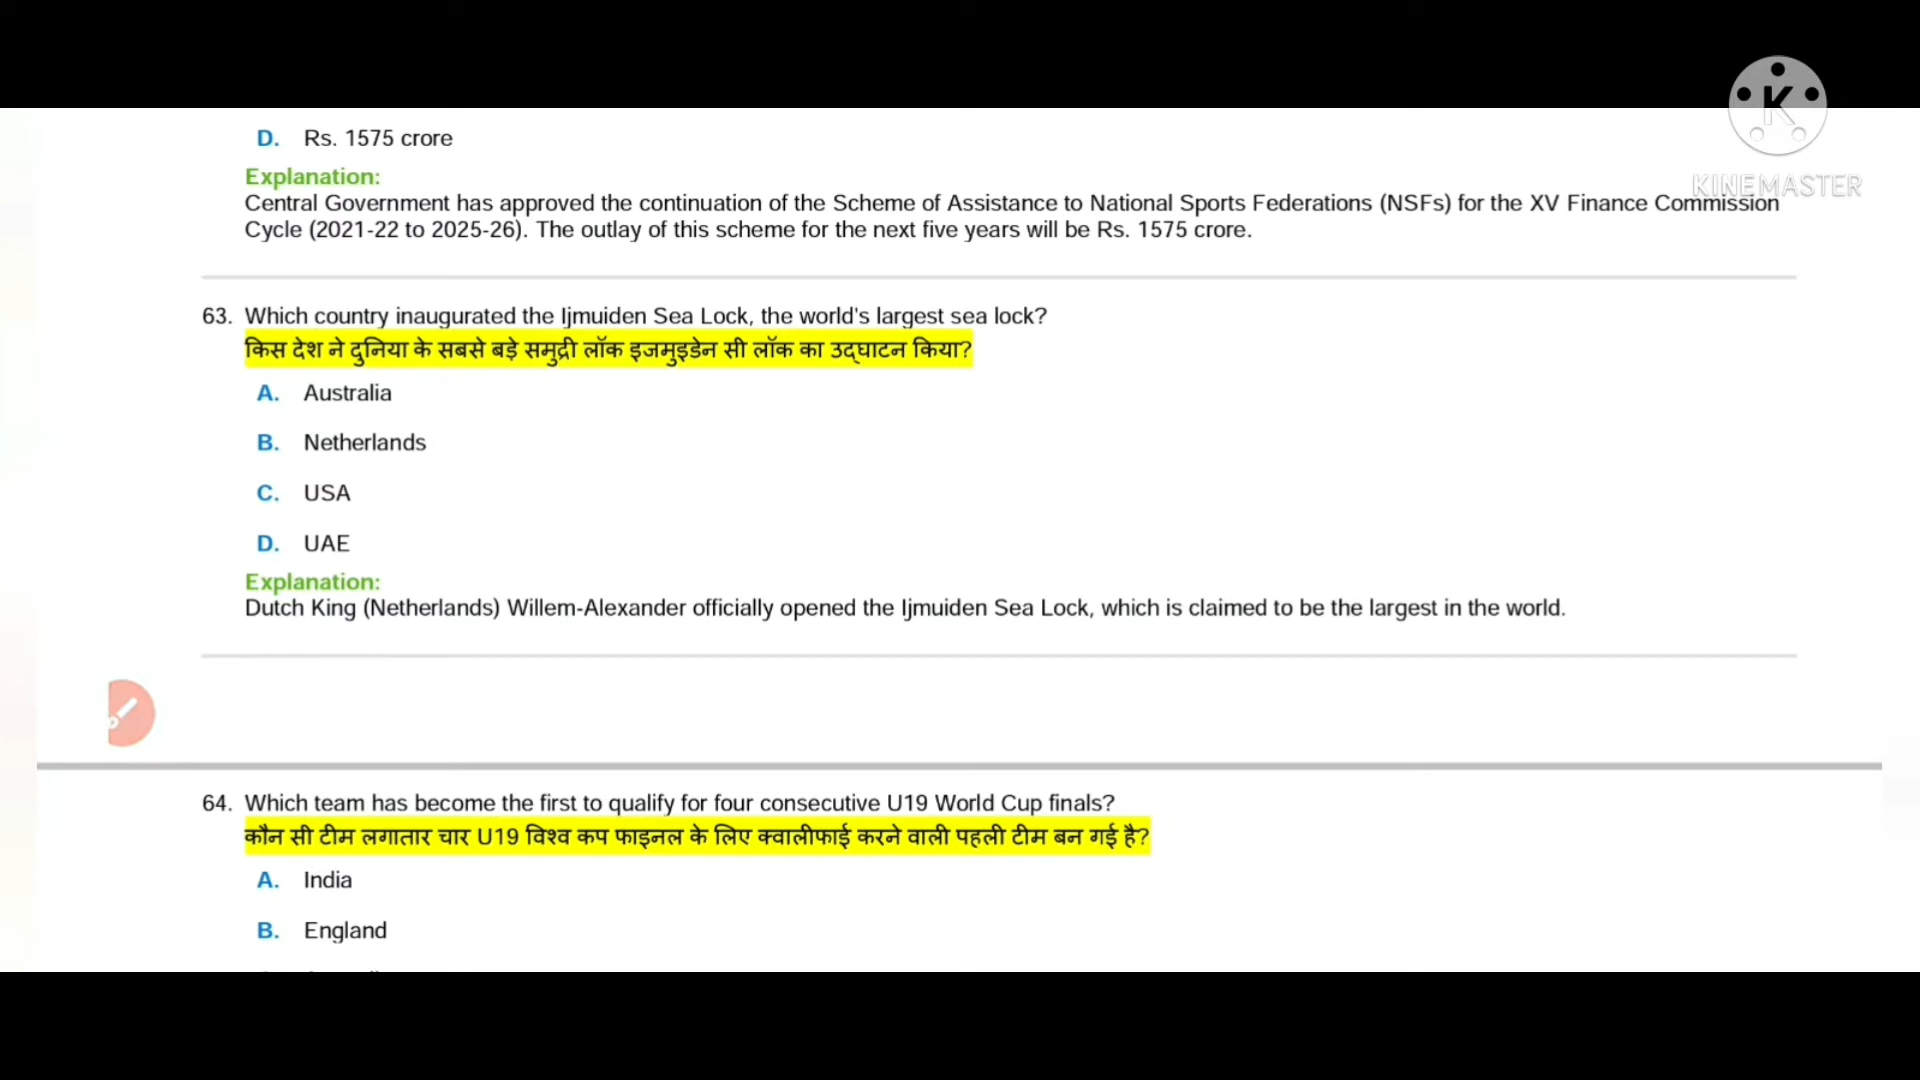 D. Rs. 1575 crore
K
KINEMASTER
Explanation:
Central Government has approved the continuation of the Scheme of Assistance to National Sports Federations (NSFs) for the XV Finance Commission
Cycle (2021-22 to 2025-26). The outlay of this scheme for the next five years will be Rs. 1575 crore.
63. Which country inaugurated the Ijmuiden Sea Lock, the world's largest sea lock?
किस देश ने दुनिया के सबसे बड़े समुद्री लॉक इजमुइडेन सी लॉक का उद्घाटन किया?
A. Australia
B. Netherlands
C. USA
D. UAE
Explanation:
Dutch King (Netherlands) Willem-Alexander officially opened the Ijmuiden Sea Lock, which is claimed to be the largest in the world.
64. Which team has become the first to qualify for four consecutive U19 World Cup finals?
कौन सी टीम लगातार चार U19 विश्व कप फाइनल के लिए क्वालीफाई करने वाली पहली टीम बन गई है?
A. India
B. England